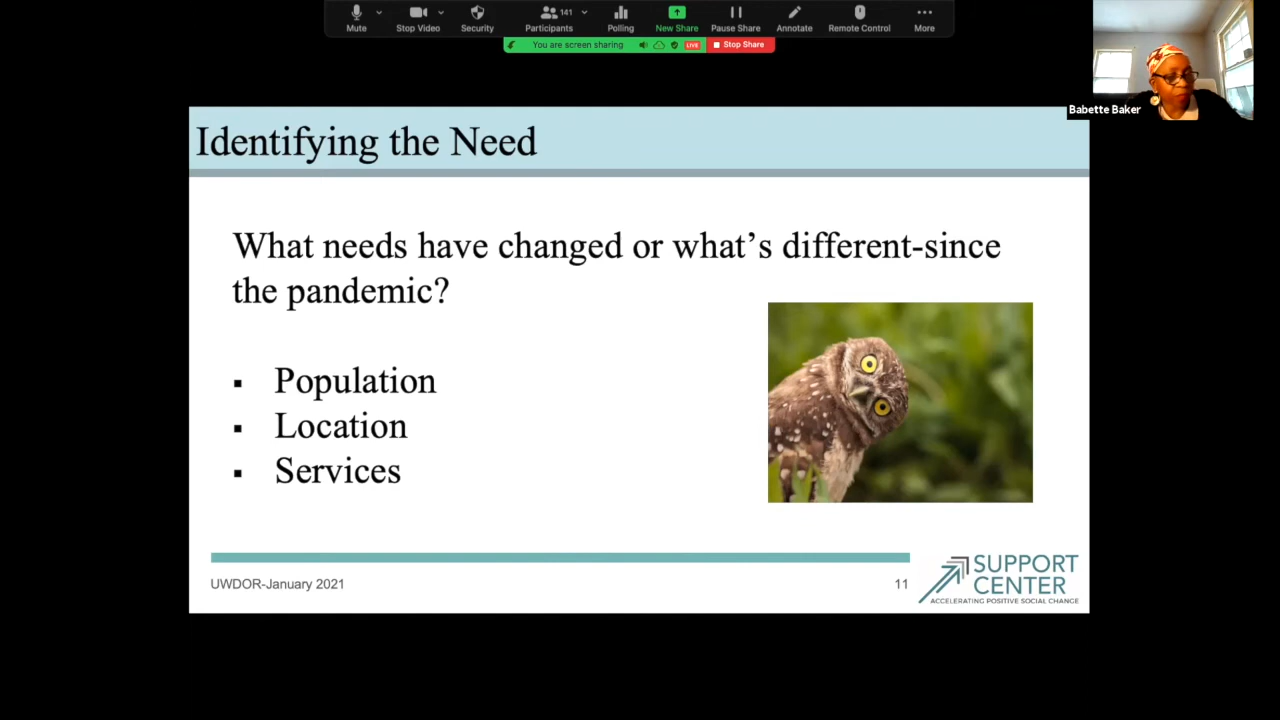 Mute
Stop Video
Security
141
Participants
Polling
New Share
Pause Share
Annotate
Remote Control
More
You are screen sharing
LIVE
Stop Share
Babette Baker
Identifying the Need
What needs have changed or what’s different-since
the pandemic?
▪ Population
▪ Location
▪ Services
UWDOR-January 2021
11
SUPPORT
CENTER
ACCELERATING POSITIVE SOCIAL CHANGE